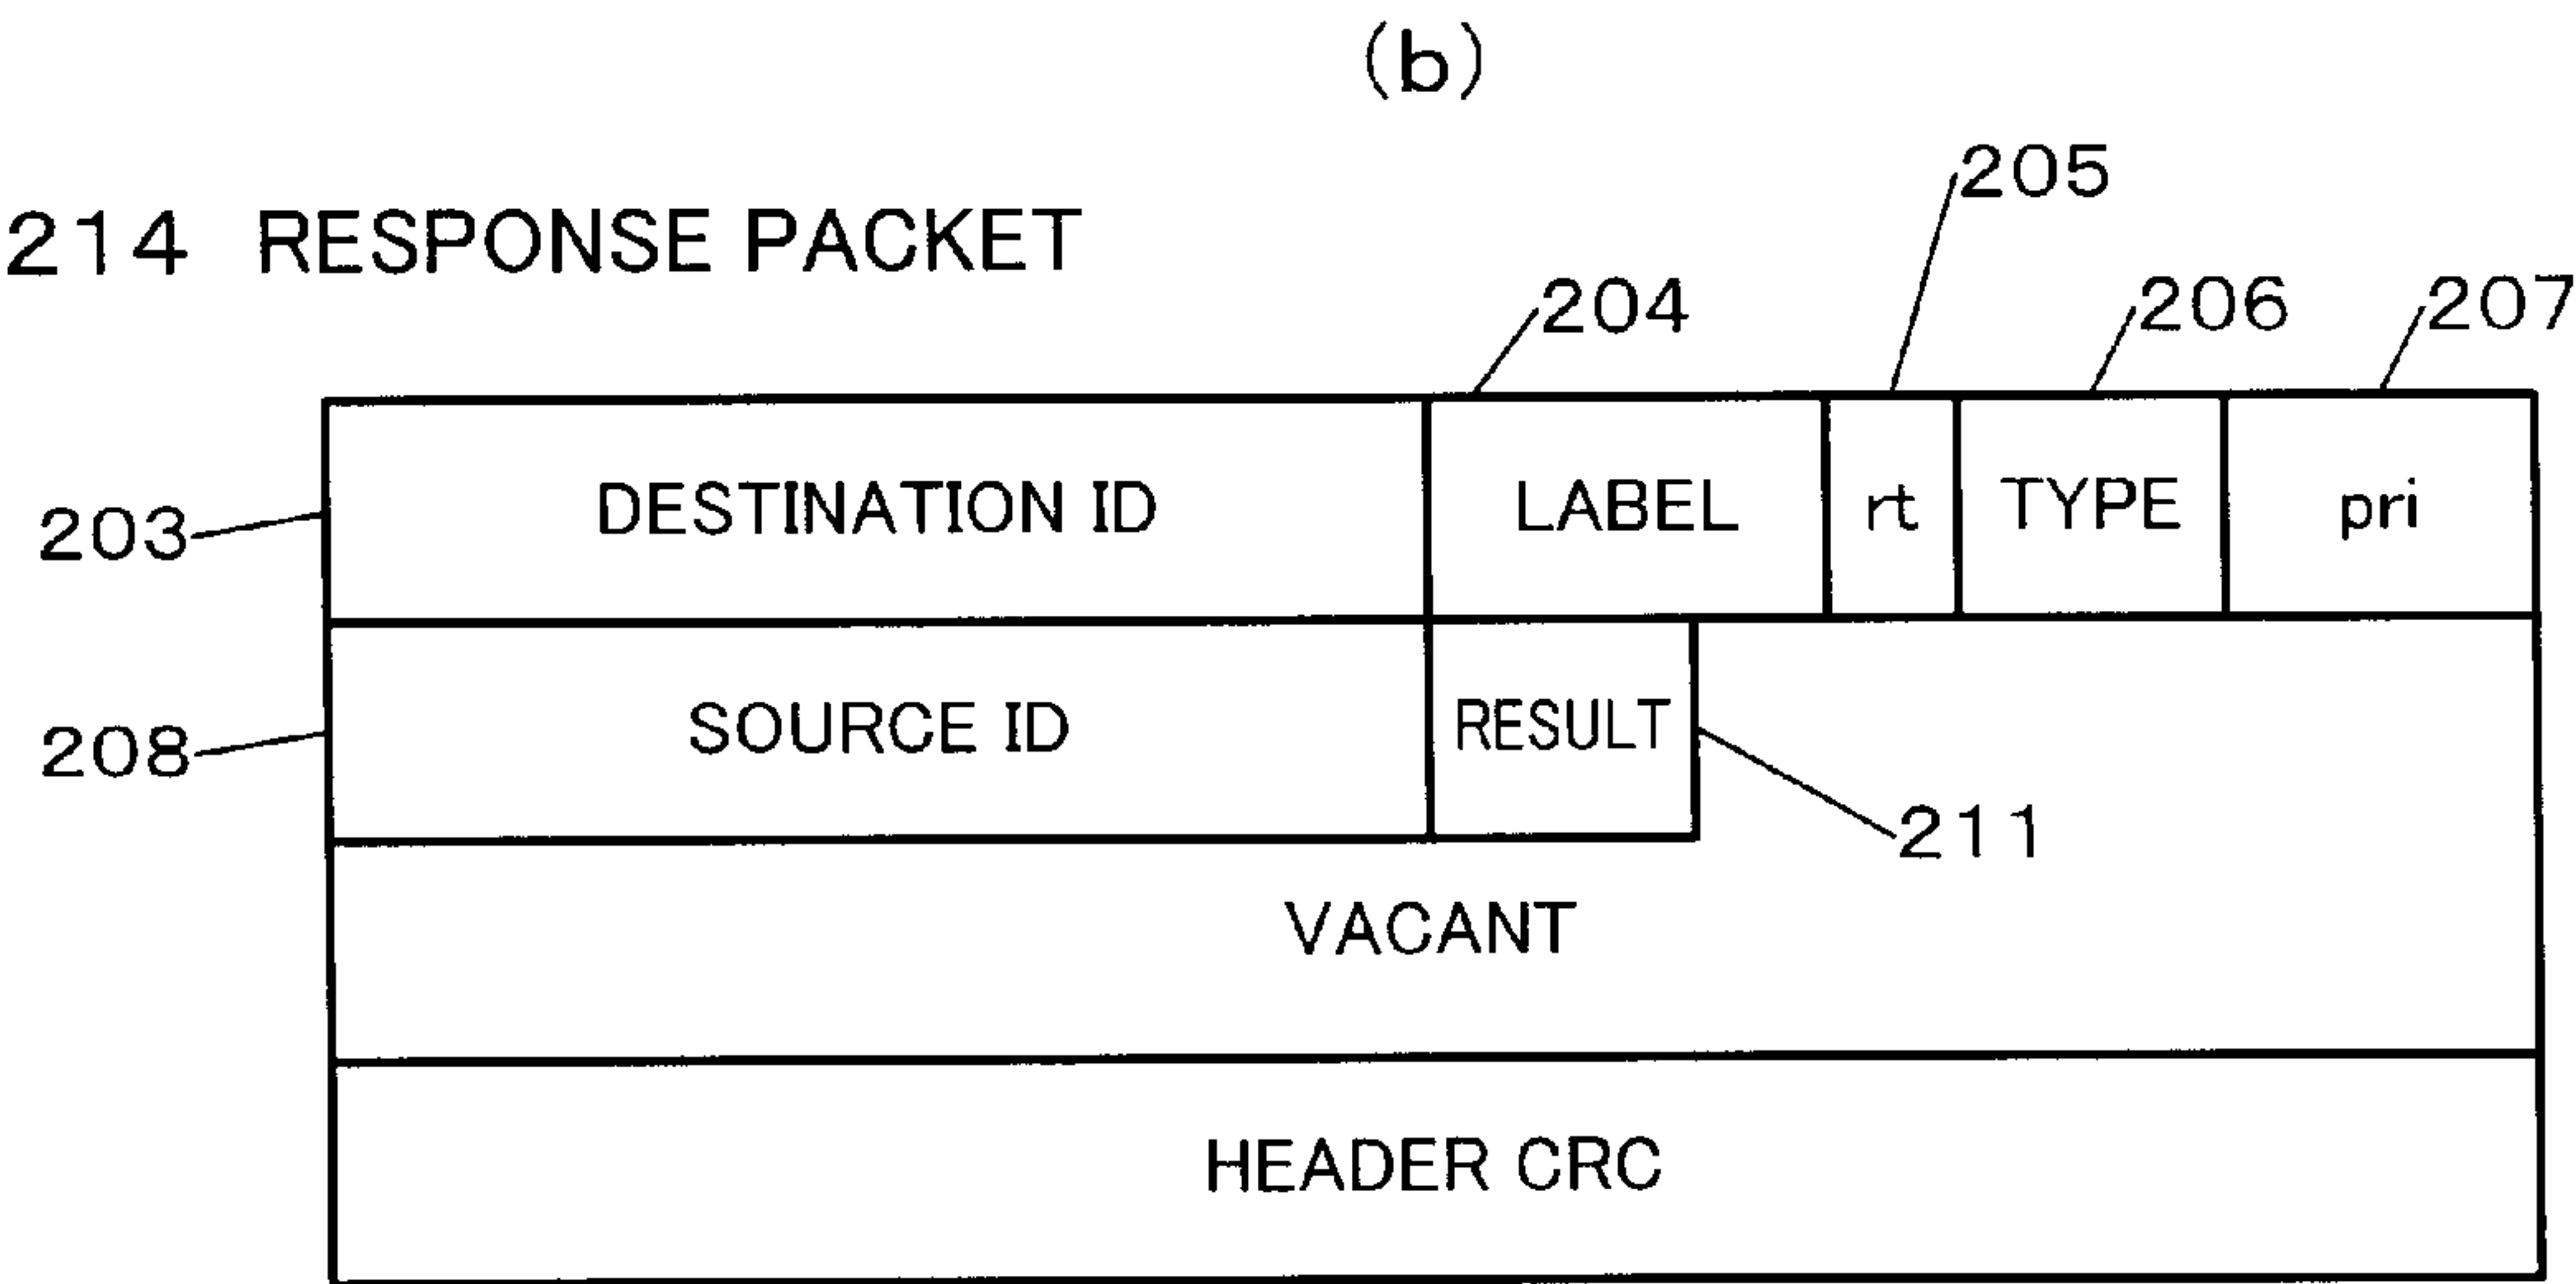 (b)
205
214 RESPONSE PACKET
204 206 207
203 DESTINATION ID LABEL rt TYPE pri
208 SOURCE ID RESULT
211
VACANT
HEADER CRC